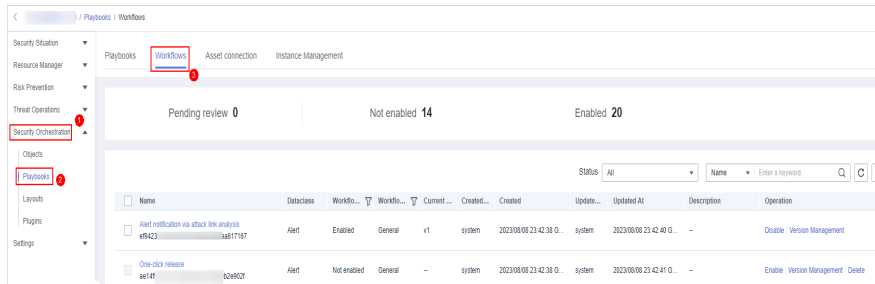 / Playbooks / Workflows
Security Situation
Resource Manager
Risk Prevention
Threat Operations
1
Security Orchestration
Objects
Playbooks 2
Layouts
Plugins
Settings
Playbooks Workflows Asset connection Instance Management
3
Pending review 0 Not enabled 14 Enabled 20
Status All Name Enter a keyword.
Name Dataclass Workflo... Workflo... Current ... Created... Created Update... Updated At Description Operation
Alert notification via attack link analysis
ef9423 aa617167
Alert Enabled General v1 system 2023/08/08 23:42:38 G... system 2023/08/08 23:42:40 G... -- Disable Version Management
One-click release
ae14f b2e902f
Alert Not enabled General -- system 2023/08/08 23:42:38 G... system 2023/08/08 23:42:41 G... -- Enable Version Management Delete